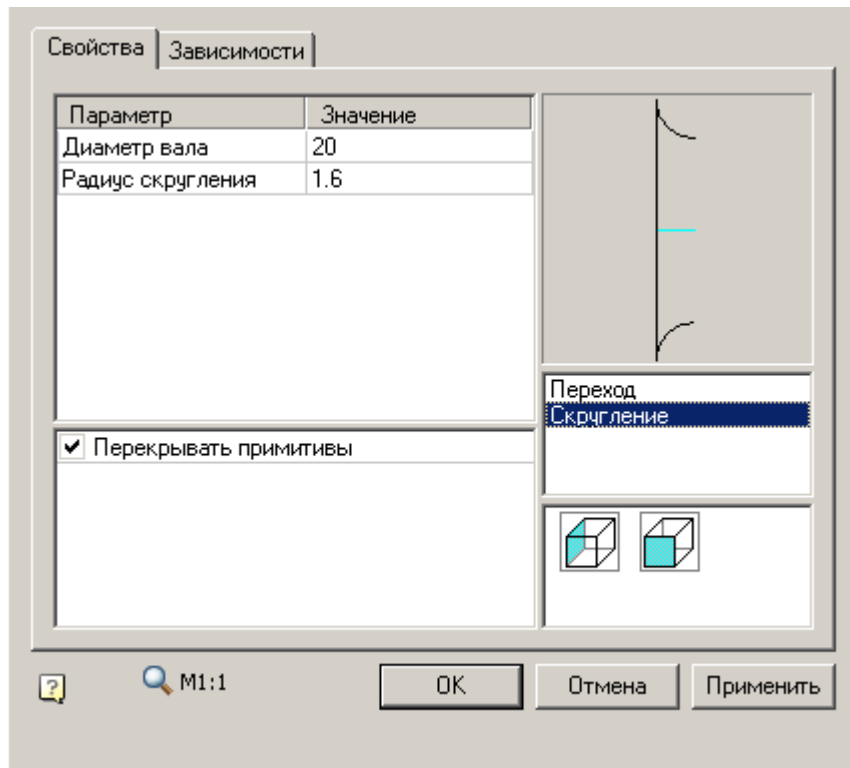 Свойства Зависимости
Параметр Значение
Диаметр вала 20
Радиус скругления 1.6
Переход
Скругление
Перекрывать примитивы
M1:1 OK Отмена Применить